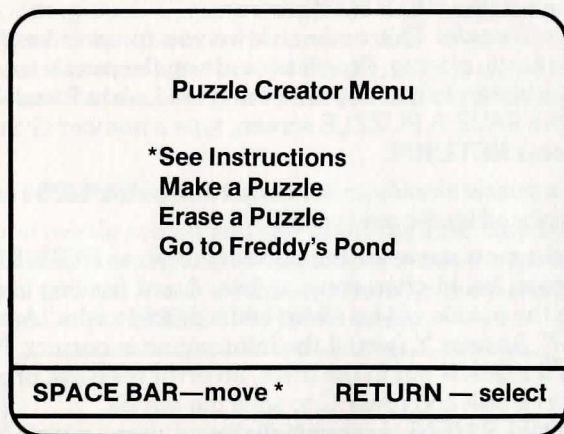 Puzzle Creator Menu
*See Instructions
Make a Puzzle
Erase a Puzzle
Go to Freddy's Pond
SPACE BAR—move * RETURN — select